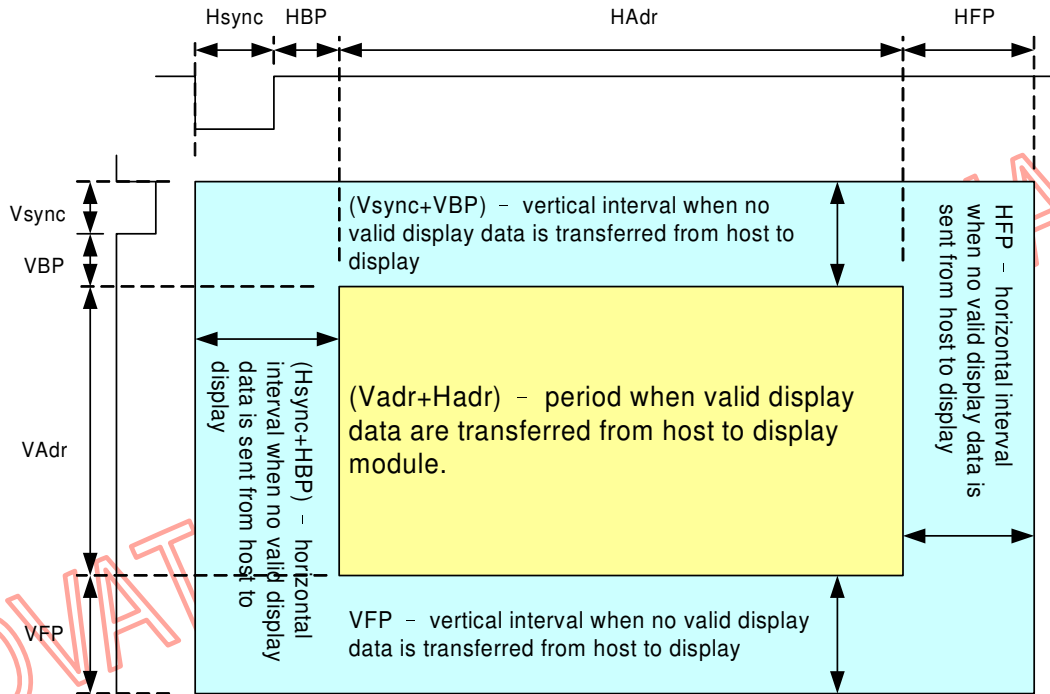 Hsync HBP HAdr HFP
Vsync
VBP
VAdr
VFP
(Vsync+VBP) – vertical interval when no
valid display data is transferred from host to
display
HFP – horizontal interval
when no valid display data is
sent from host to display
(Hsync+HBP) – horizontal
interval when no valid display
data is sent from host to
display
(Vadr+Hadr) – period when valid display
data are transferred from host to display
module.
VFP – vertical interval when no valid display
data is transferred from host to display